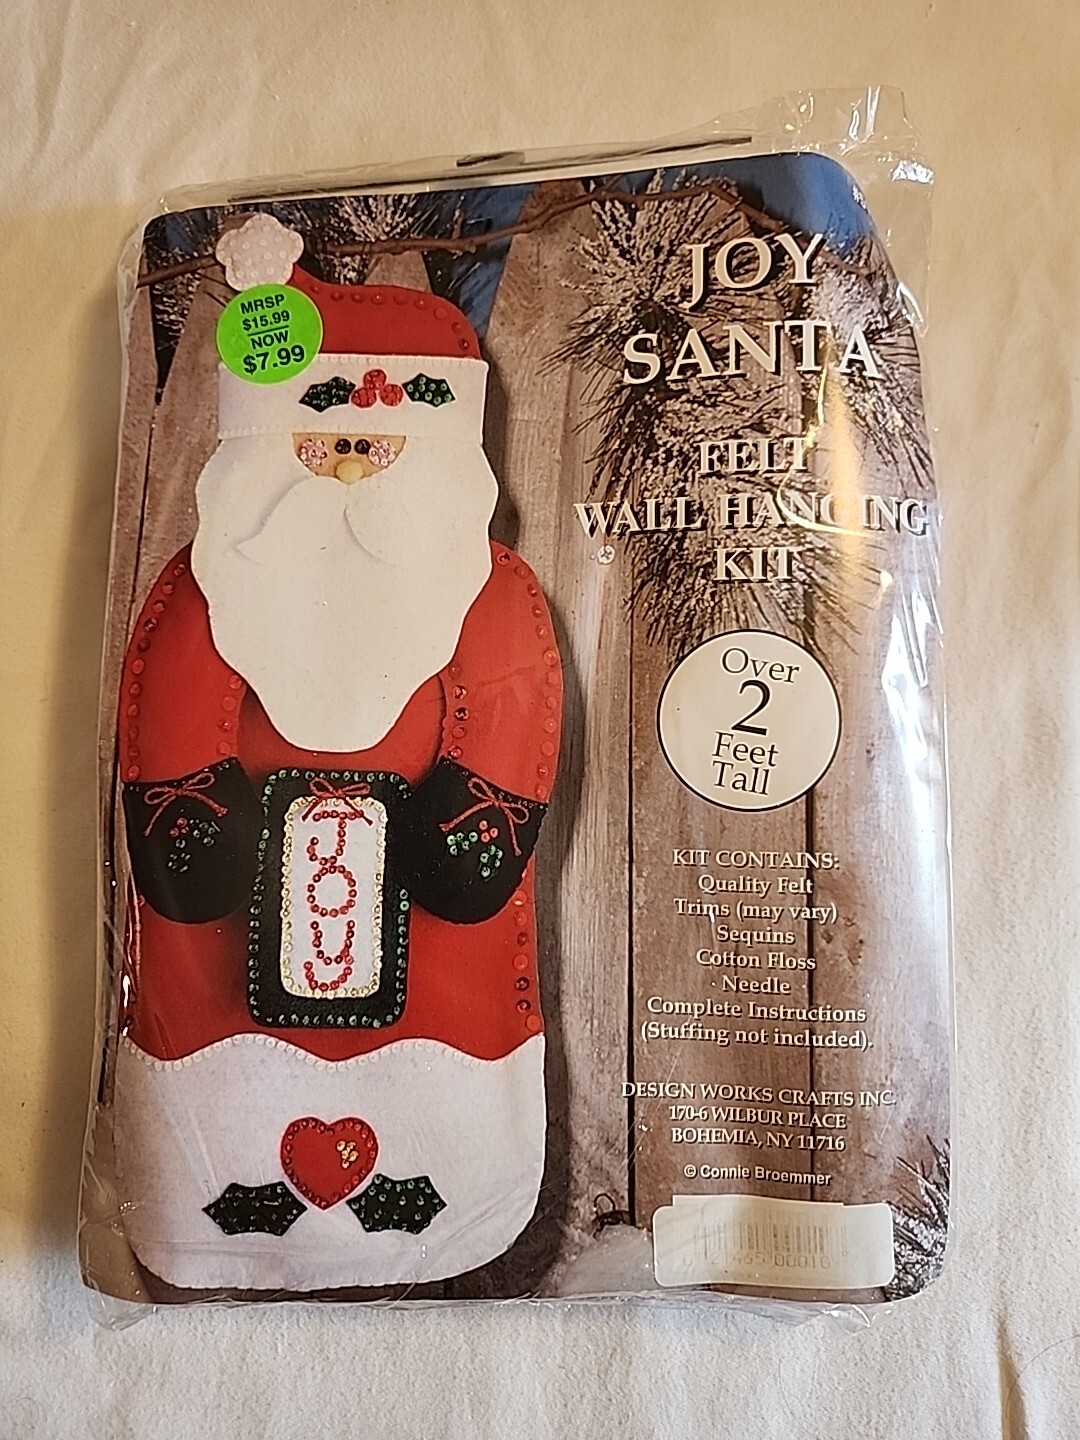 MRSP
$15.99
NOW
$7.99
JOY
SANTA
FELT
WALL HANGING
KIT
Over
2
Feet
Tall
JOY
KIT CONTAINS:
Quality Felt
Trims (may vary)
Sequins
Cotton Floss
Needle
Complete Instructions
(Stuffing not included).
DESIGN WORKS CRAFTS INC.
170-6 WILBUR PLACE
BOHEMIA, NY 11716
© Connie Broemmer